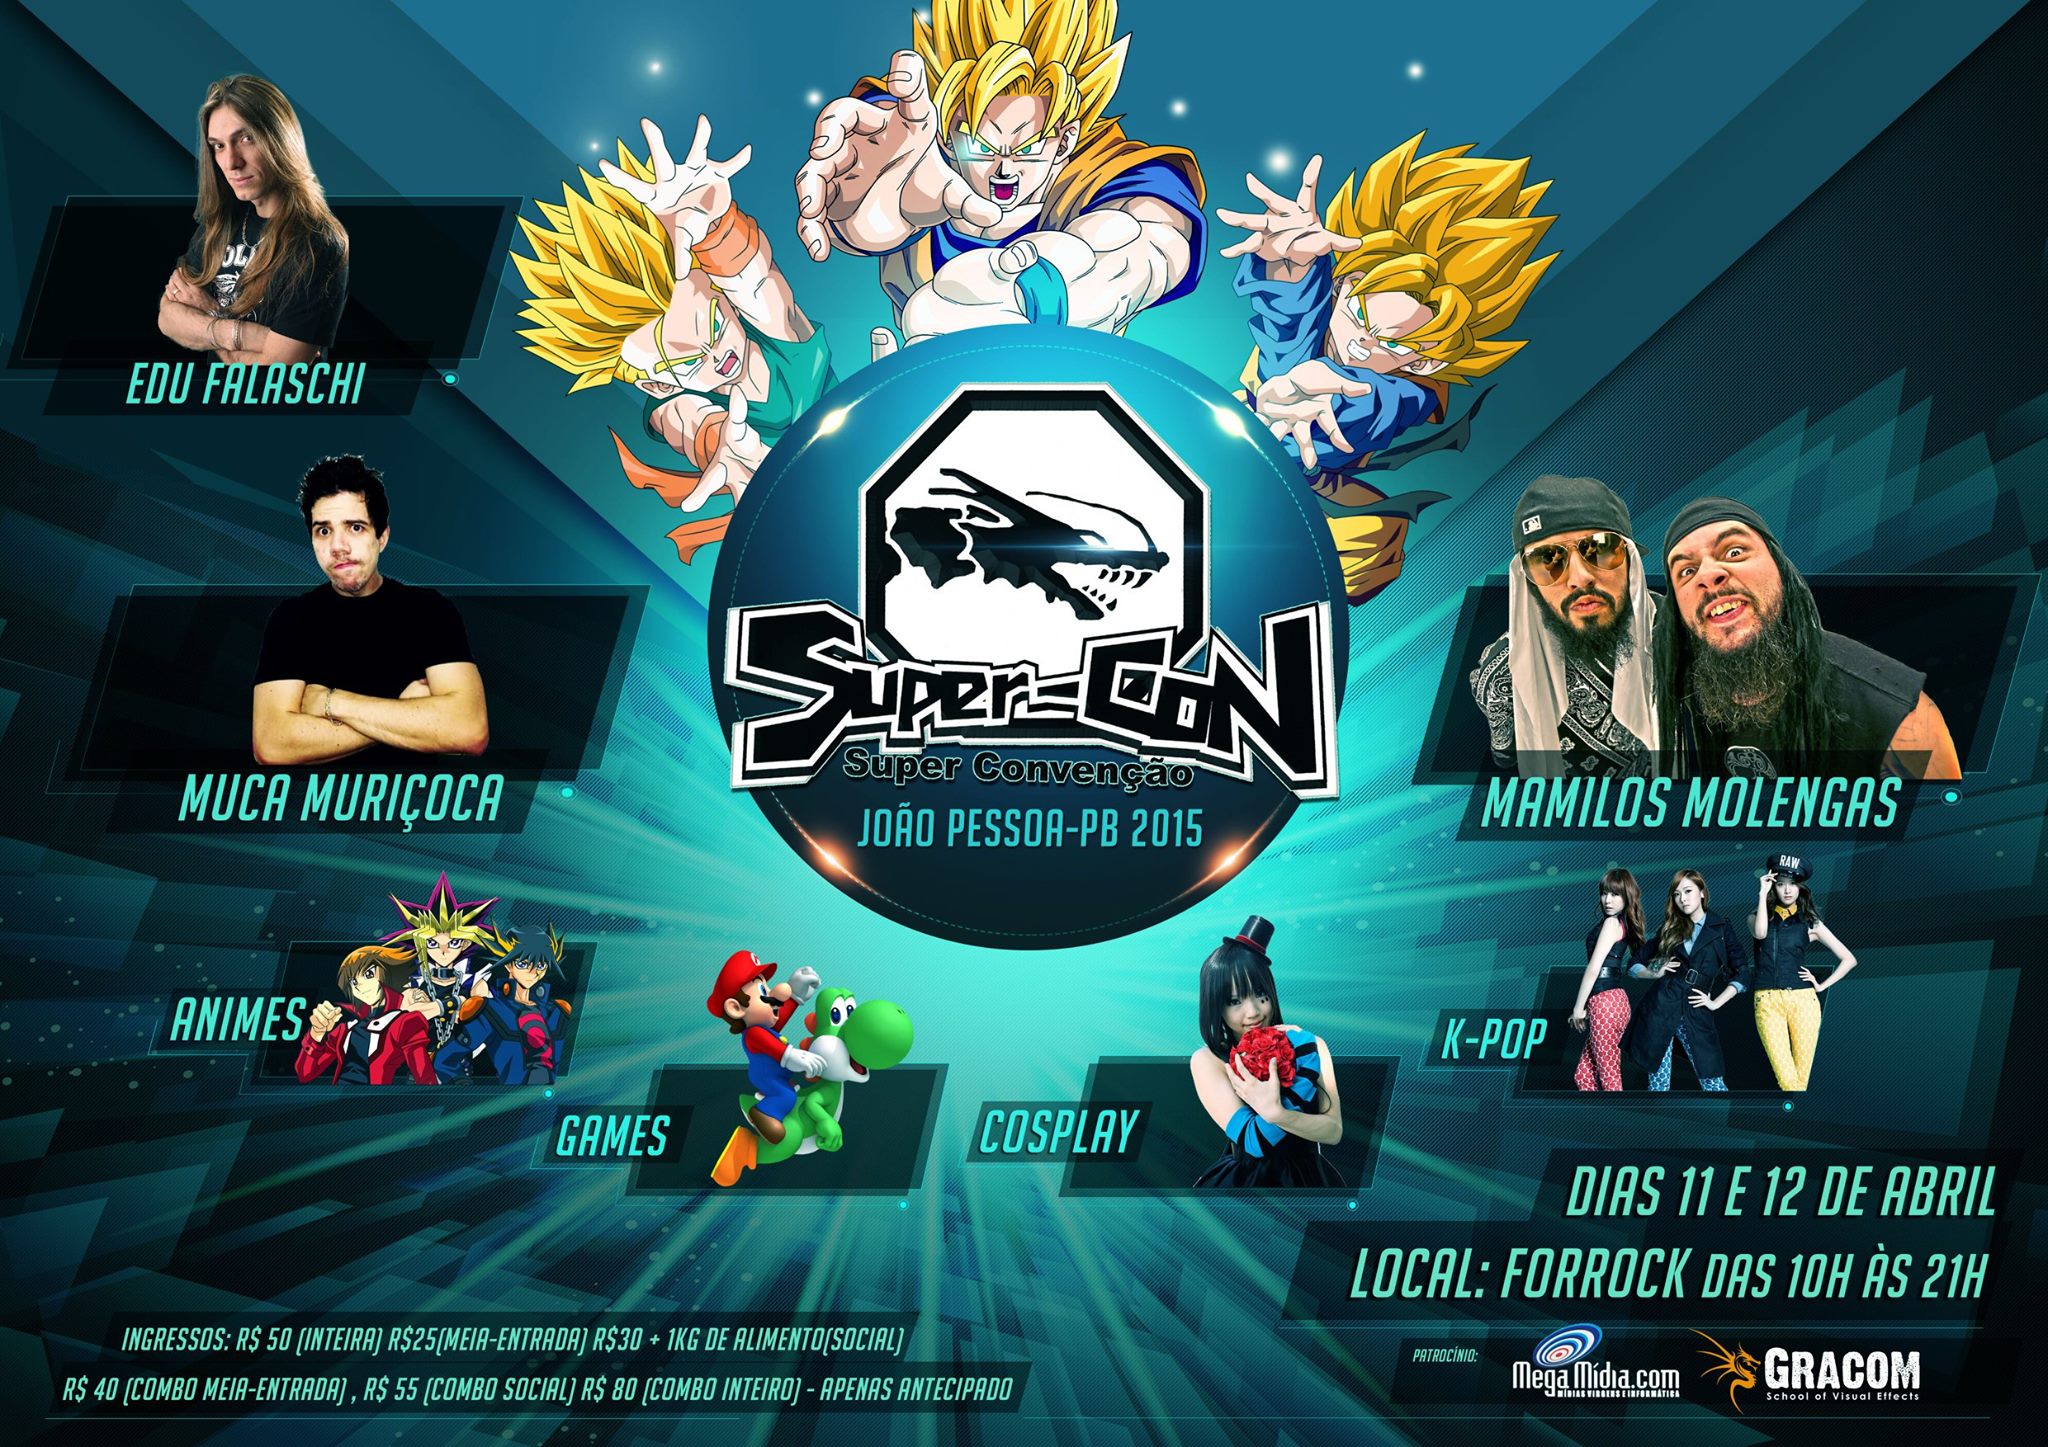 EDU FALASCHI
MUCA MURIÇOCA
SUPER-CON
Super Convenção
JOÃO PESSOA-PB 2015
MAMILOS MOLENGAS
ANIMES
GAMES
COSPLAY
RAW
K-POP
DIAS 11 E 12 DE ABRIL
LOCAL: FORROCK DAS 10H ÀS 21H
INGRESSOS: R$ 50 (INTEIRA) R$25(MEIA-ENTRADA) R$30 + 1KG DE ALIMENTO(SOCIAL)
R$ 40 (COMBO MEIA-ENTRADA) , R$ 55 (COMBO SOCIAL) R$ 80 (COMBO INTEIRO) - APENAS ANTECIPADO
PATROCÍNIO:
MegaMídia.com
MÍDIAS VIRGENS E INFORMÁTICA
GRACOM
School of Visual Effects